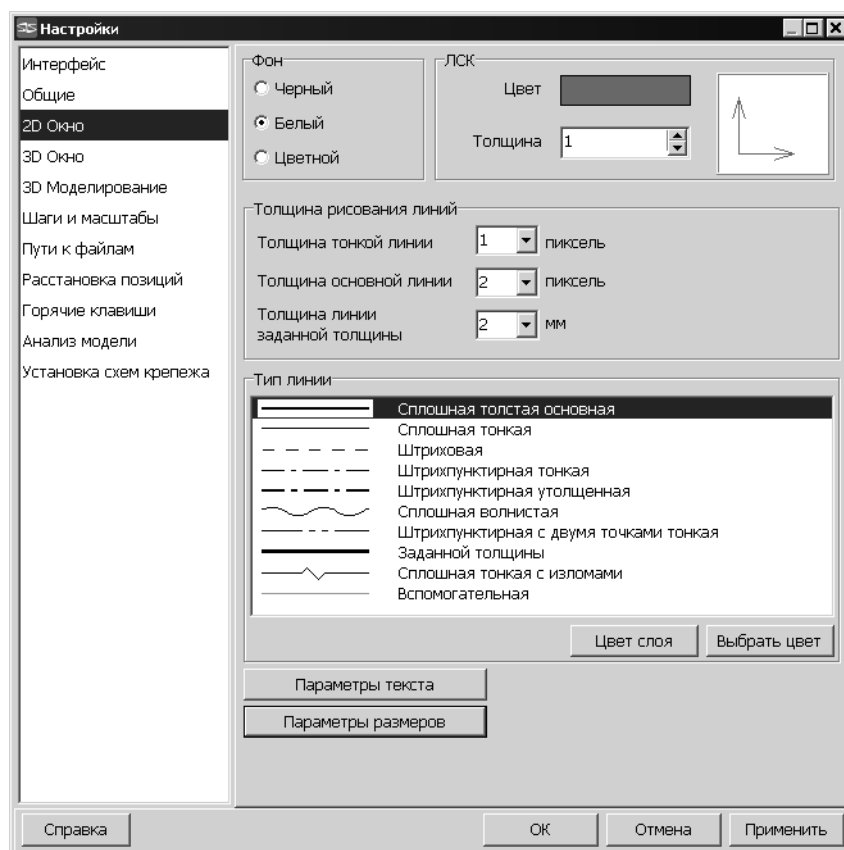 Настройки
Интерфейс
Общие
2D Окно
3D Окно
3D Моделирование
Шаги и масштабы
Пути к файлам
Расстановка позиций
Горячие клавиши
Анализ модели
Установка схем крепежа
Фон
Черный
Белый
Цветной
ЛСК
Цвет
Толщина 1
Толщина рисования линий
Толщина тонкой линии 1 пиксель
Толщина основной линии 2 пиксель
Толщина линии
заданной толщины 2 мм
Тип линии
Сплошная толстая основная
Сплошная тонкая
Штриховая
Штрихпунктирная тонкая
Штрихпунктирная утолщенная
Сплошная волнистая
Штрихпунктирная с двумя точками тонкая
Заданной толщины
Сплошная тонкая с изломами
Вспомогательная
Цвет слоя Выбрать цвет
Параметры текста
Параметры размеров
Справка ОК Отмена Применить